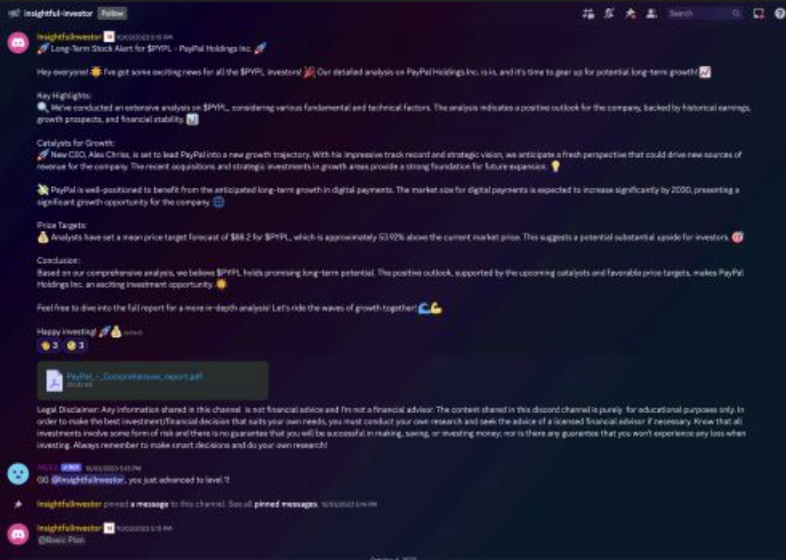 insightful-investor Follow
Search
InsightfulInvestor 10/03/2023 5:13 PM
🚀 Long-Term Stock Alert for $PYPL - PayPal Holdings Inc. 🚀
Hey everyone! 🌟 I've got some exciting news for all the $PYPL investors! 🎉 Our detailed analysis on PayPal Holdings Inc. is in, and it's time to gear up for potential long-term growth! 📈
Key Highlights:
🔍 We've conducted an extensive analysis on $PYPL, considering various fundamental and technical factors. The analysis indicates a positive outlook for the company, backed by historical earnings,
growth prospects, and financial stability. 📊
Catalysts for Growth:
🚀 New CEO, Alex Chriss, is set to lead PayPal into a new growth trajectory. With his impressive track record and strategic vision, we anticipate a fresh perspective that could drive new sources of
revenue for the company. The recent acquisitions and strategic investments in growth areas provide a strong foundation for future expansion. 💡
💸 PayPal is well-positioned to benefit from the anticipated long-term growth in digital payments. The market size for digital payments is expected to increase significantly by 2030, presenting a
significant growth opportunity for the company. 🌐
Price Targets:
💰 Analysts have set a mean price target forecast of $88.2 for $PYPL, which is approximately 53.92% above the current market price. This suggests a potential substantial upside for investors. 🎯
Conclusion:
Based on our comprehensive analysis, we believe $PYPL holds promising long-term potential. The positive outlook, supported by the upcoming catalysts and favorable price targets, makes PayPal
Holdings Inc. an exciting investment opportunity. 🌟
Feel free to dive into the full report for a more in-depth analysis! Let's ride the waves of growth together! 🌊💪
Happy investing! 🚀💰 (edited)
3 3
PayPal_-_Comprehensive_report.pdf
Legal Disclaimer: Any information shared in this channel is not financial advice and I'm not a financial advisor. The content shared in this discord channel is purely for educational purposes only. In
order to make the best investment/financial decision that suits your own needs, you must conduct your own research and seek the advice of a licensed financial advisor if necessary. Know that all
investments involve some form of risk and there is no guarantee that you will be successful in making, saving, or investing money; nor is there any guarantee that you won't experience any loss when
investing. Always remember to make smart decisions and do your own research!
BOT 10/03/2023 5:13 PM
GG @InsightfulInvestor, you just advanced to level 1!
InsightfulInvestor pinned a message to this channel. See all pinned messages. 10/03/2023 5:14 PM
InsightfulInvestor 10/03/2023 5:15 PM
@Basic Plan